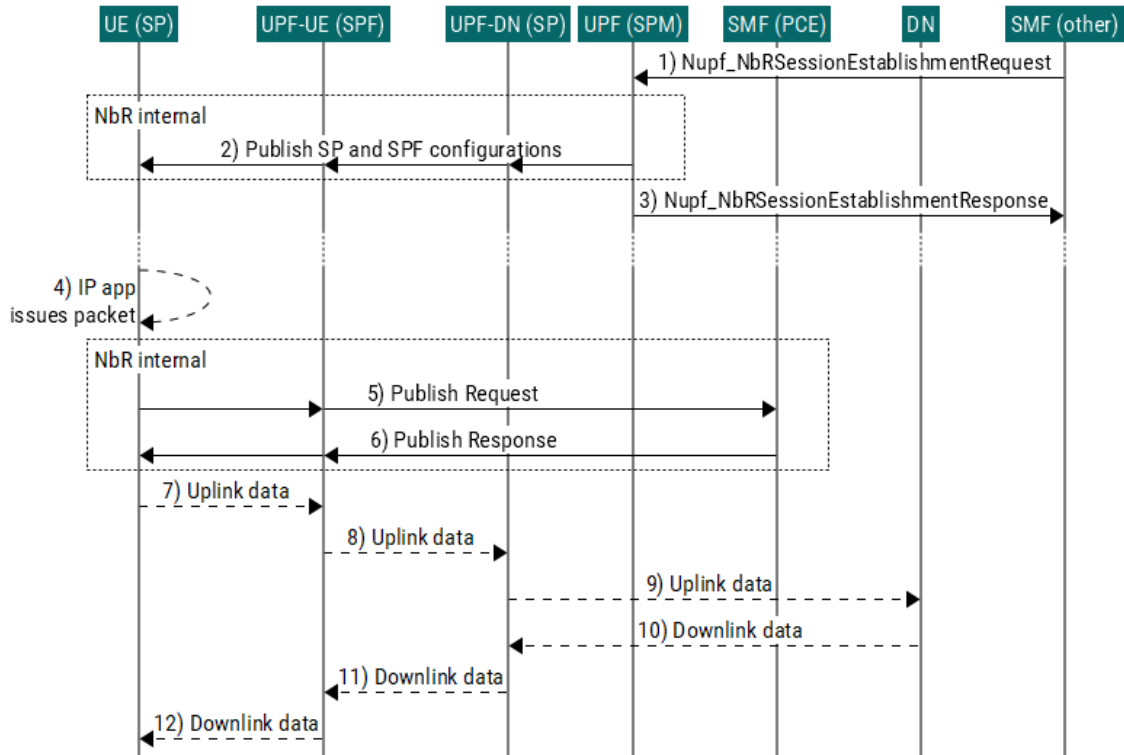 UE (SP)
UPF-UE (SPF)
UPF-DN (SP)
UPF (SPM)
SMF (PCE)
DN
SMF (other)
1) Nupf_NbRSessionEstablishmentRequest
NbR internal
2) Publish SP and SPF configurations
3) Nupf_NbRSessionEstablishmentResponse
4) IP app
issues packet
NbR internal
5) Publish Request
6) Publish Response
7) Uplink data
8) Uplink data
9) Uplink data
10) Downlink data
11) Downlink data
12) Downlink data